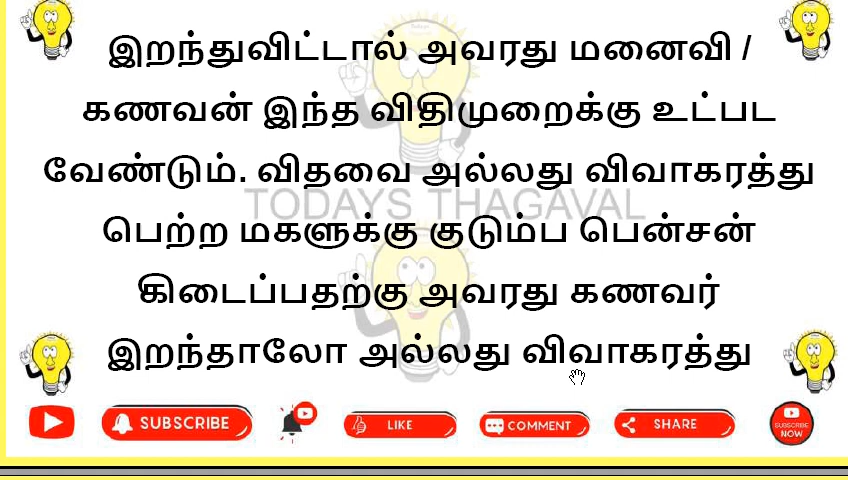 இறந்துவிட்டால் அவரது மனைவி /
கணவன் இந்த விதிமுறைக்கு உட்பட
வேண்டும். விதவை அல்லது விவாகரத்து
TODAYS THAGAVAL
பெற்ற மகளுக்கு குடும்ப பென்சன்
கிடைப்பதற்கு அவரது கணவர்
இறந்தாலோ அல்லது விவாகரத்து
SUBSCRIBE
LIKE
COMMENT
SHARE
SUBSCRIBE
NOW